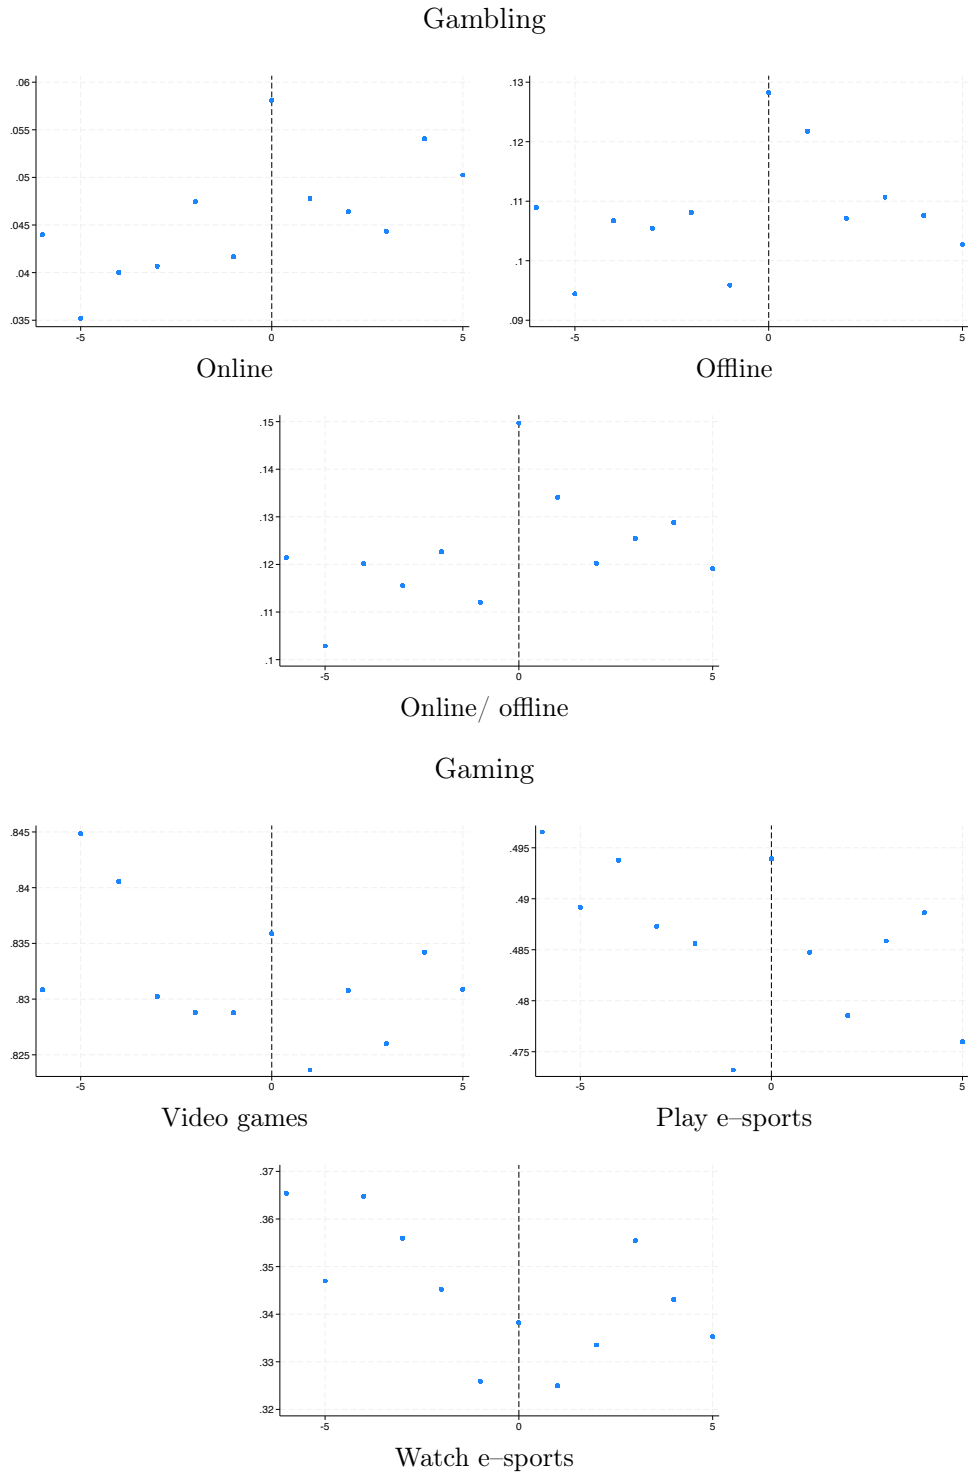 Gambling
.06
.055
.05
.045
.04
.035
-5 0 5
Online
.13
.12
.11
.1
.09
-5 0 5
Offline
.15
.14
.13
.12
.11
.1
-5 0 5
Online/ offline
Gaming
.845
.84
.835
.83
.825
-5 0 5
Video games
.495
.49
.485
.48
.475
-5 0 5
Play e–sports
.37
.36
.35
.34
.33
.32
-5 0 5
Watch e–sports